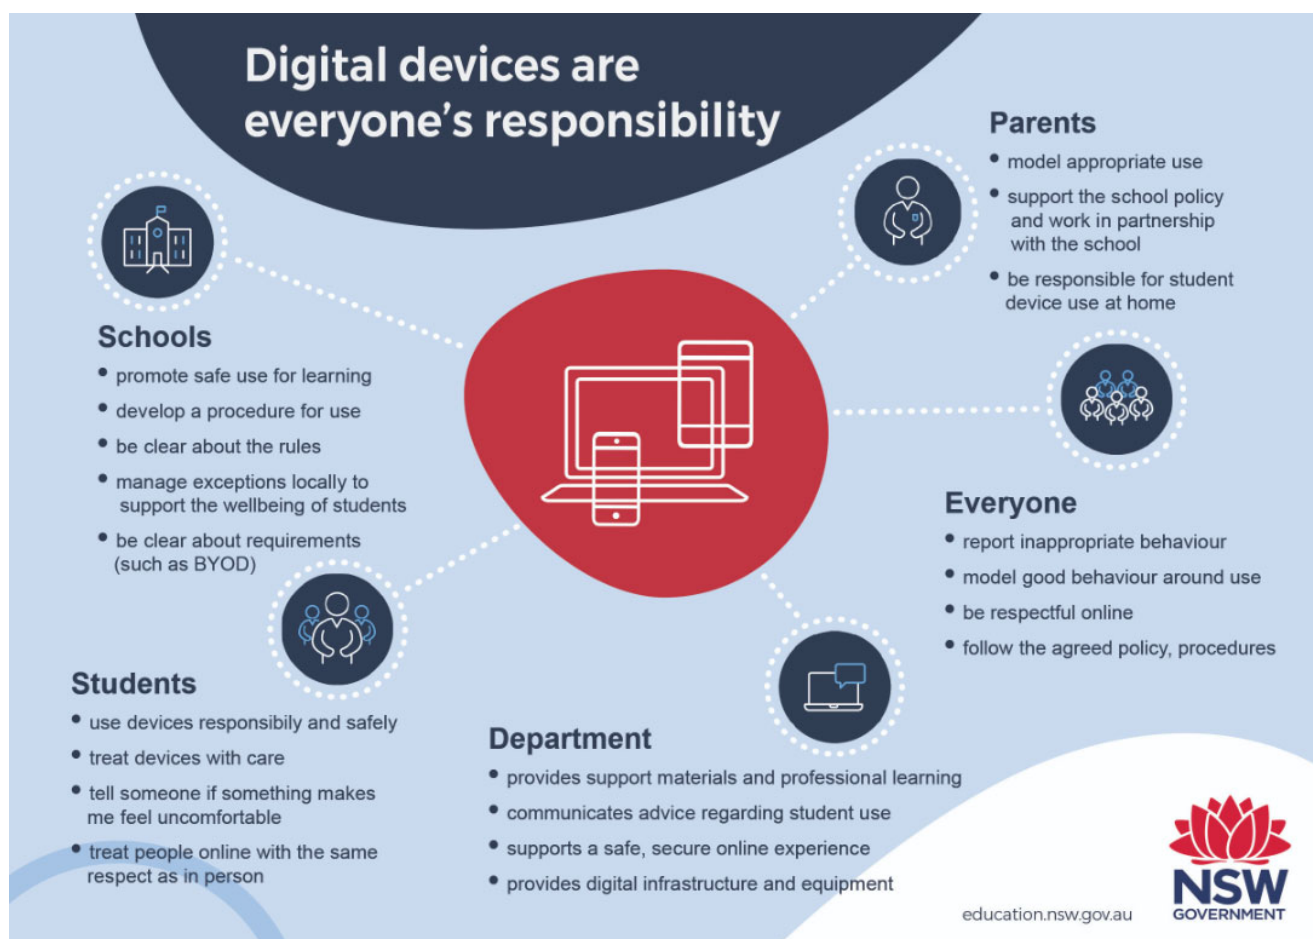 Digital devices are
everyone's responsibility
Schools
• promote safe use for learning
• develop a procedure for use
• be clear about the rules
• manage exceptions locally to
support the wellbeing of students
• be clear about requirements
(such as BYOD)
Students
• use devices responsibily and safely
• treat devices with care
• tell someone if something makes
me feel uncomfortable
• treat people online with the same
respect as in person
Department
• provides support materials and professional learning
• communicates advice regarding student use
• supports a safe, secure online experience
• provides digital infrastructure and equipment
Parents
• model appropriate use
• support the school policy
and work in partnership
with the school
• be responsible for student
device use at home
Everyone
• report inappropriate behaviour
• model good behaviour around use
• be respectful online
• follow the agreed policy, procedures
education.nsw.gov.au
NSW
GOVERNMENT